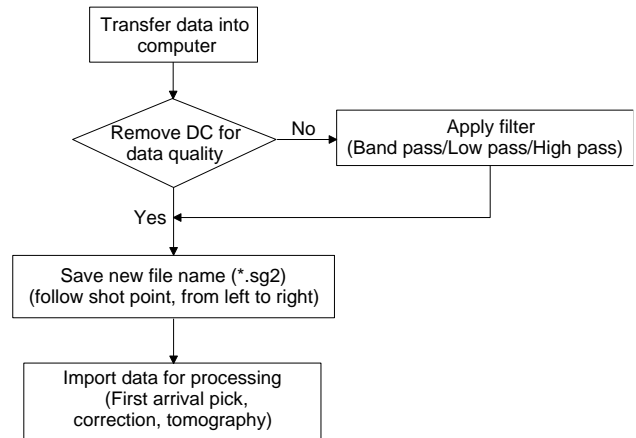 Transfer data into
computer
Remove DC for
data quality
No
Apply filter
(Band pass/Low pass/High pass)
Yes
Save new file name (*.sg2)
(follow shot point, from left to right)
Import data for processing
(First arrival pick,
correction, tomography)